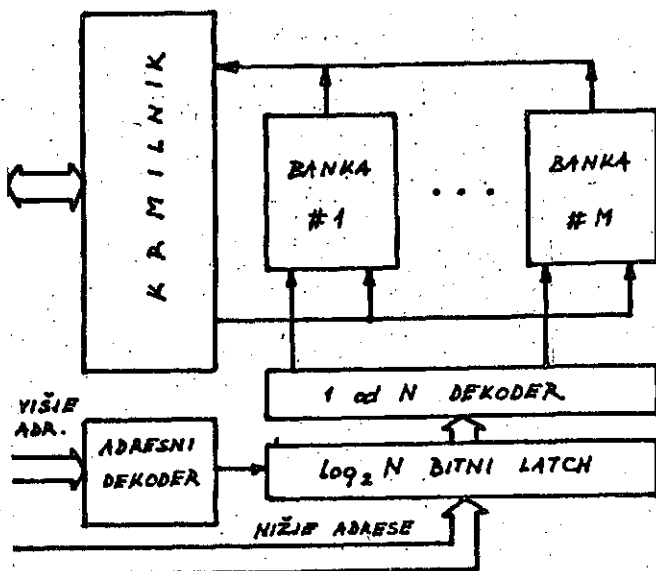 KRMILNIK
BANKA
#1
BANKA
#M
1 od N DEKODER
VIŠJE
ADR.
ADRESNI
DEKODER
log₂ N BITNI LATCH
NIŽJE ADRESE